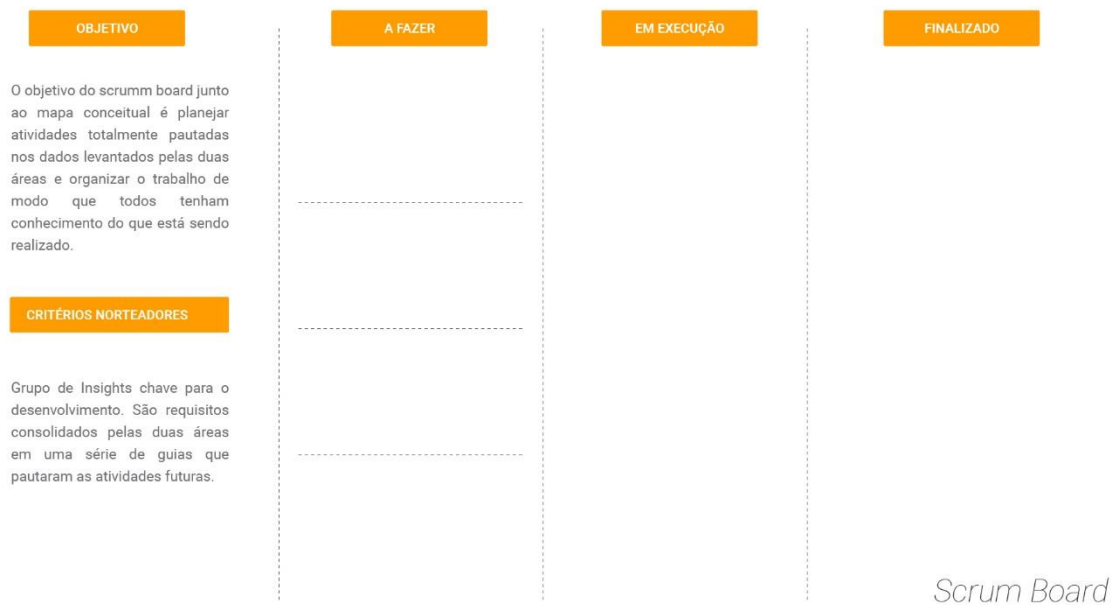 OBJETIVO
A FAZER
EM EXECUÇÃO
FINALIZADO
O objetivo do scrumm board junto
ao mapa conceitual é planejar
atividades totalmente pautadas
nos dados levantados pelas duas
áreas e organizar o trabalho de
modo que todos tenham
conhecimento do que está sendo
realizado.
CRITÉRIOS NORTEADORES
Grupo de Insights chave para o
desenvolvimento. São requisitos
consolidados pelas duas áreas
em uma série de guias que
pautaram as atividades futuras.
Scrum Board